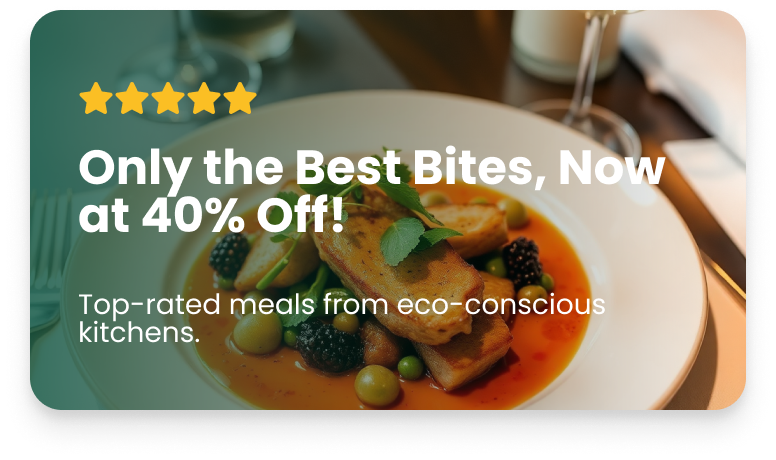 Only the Best Bites, Now
at 40% Off!
Top-rated meals from eco-conscious
kitchens.